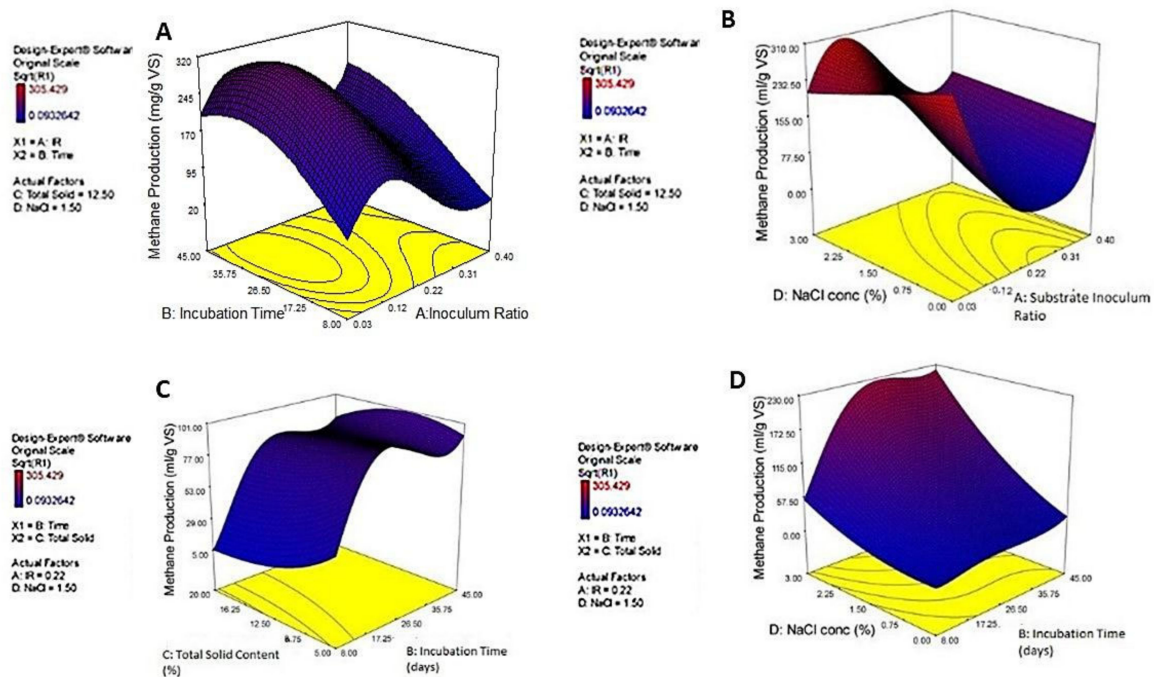 A
Design-Expert® Software
Original Scale
Sqrt(R1)
305.429
0.0932642
X1 = A: IR
X2 = B: Time
Actual Factors
C: Total Solid = 12.50
D: NaCl = 1.50
Methane Production (mg/g VS)
320
245
170
95
20
45.00
35.75
26.50
17.25
8.00
0.03
0.12
0.22
0.31
0.40
B: Incubation Time
A:Inoculum Ratio
B
Design-Expert® Software
Original Scale
Sqrt(R1)
305.429
0.0932642
X1 = A: IR
X2 = B: Time
Actual Factors
C: Total Solid = 12.50
D: NaCl = 1.50
Methane Production (ml/g VS)
310.00
232.50
155.00
77.50
0.00
3.00
2.25
1.50
0.75
0.00
0.03
0.12
0.22
0.31
0.40
D: NaCl conc (%)
A: Substrate Inoculum
Ratio
C
Design-Expert® Software
Original Scale
Sqrt(R1)
305.429
0.0932642
X1 = B: Time
X2 = C: Total Solid
Actual Factors
A: IR = 0.22
D: NaCl = 1.50
Methane Production (ml/g VS)
101.00
77.00
53.00
29.00
5.00
20.00
16.25
12.50
8.75
5.00
8.00
17.25
26.50
35.75
45.00
C: Total Solid Content
(%)
B: Incubation Time
(days)
D
Design-Expert® Software
Original Scale
Sqrt(R1)
305.429
0.0932642
X1 = B: Time
X2 = C: Total Solid
Actual Factors
A: IR = 0.22
D: NaCl = 1.50
Methane Production (ml/g VS)
230.00
172.50
115.00
57.50
0.00
3.00
2.25
1.50
0.75
0.00
8.00
17.25
26.50
35.75
45.00
D: NaCl conc (%)
B: Incubation Time
(days)